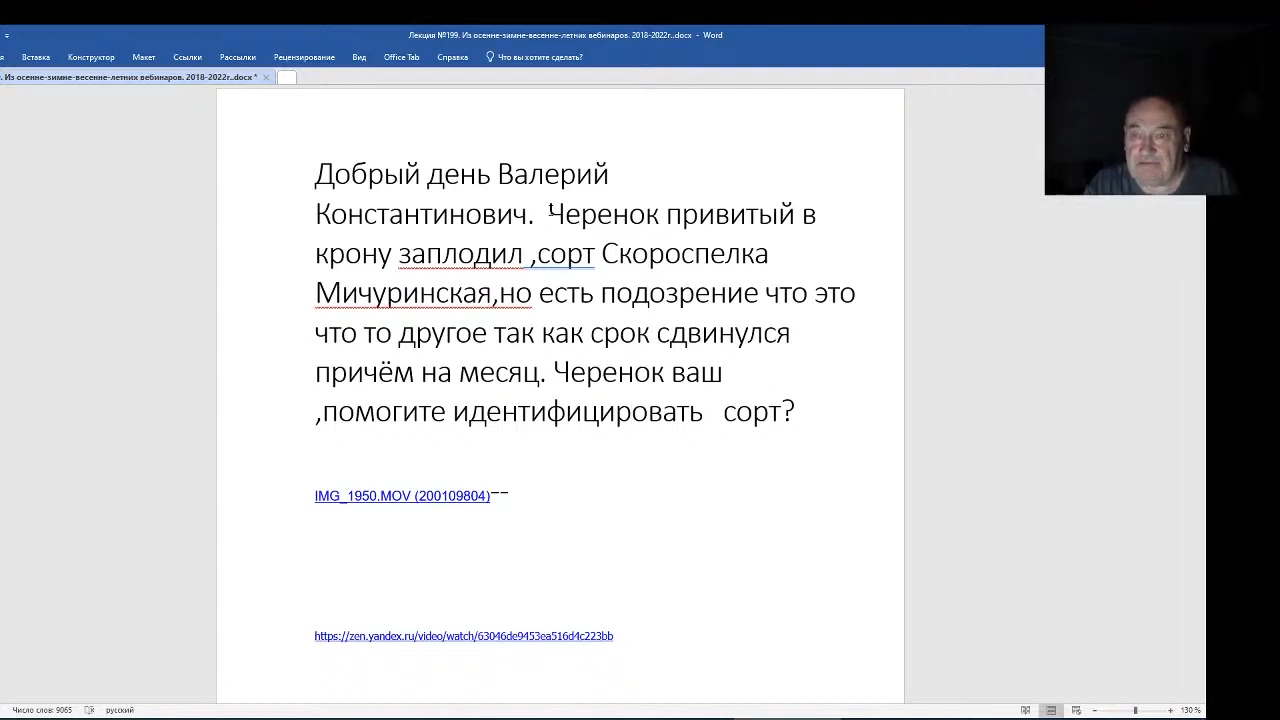 Лекция №199. Из осенне-зимне-весенне-летних вебинаров. 2018-2022г..docx - Word
Вставка Конструктор Макет Ссылки Рассылки Рецензирование Вид Office Tab Справка Что вы хотите сделать?
. Из осенне-зимне-весенне-летних вебинаров. 2018-2022г..docx *
Добрый день Валерий
Константинович. Черенок привитый в
крону заплодил ,сорт Скороспелка
Мичуринская,но есть подозрение что это
что то другое так как срок сдвинулся
причём на месяц. Черенок ваш
,помогите идентифицировать сорт?
IMG_1950.MOV (200109804)--
https://zen.yandex.ru/video/watch/63046de9453ea516d4c223bb
Число слов: 9065 русский 130 %